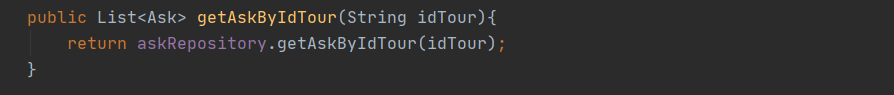 public List<Ask> getAskByIdTour(String idTour){
    return askRepository.getAskByIdTour(idTour);
}